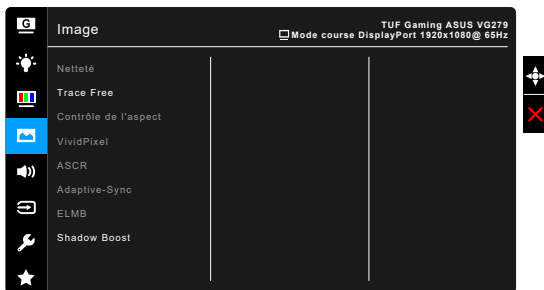 G
Image
TUF Gaming ASUS VG279
Mode course DisplayPort 1920x1080@ 65Hz
Netteté
Trace Free
Contrôle de l'aspect
VividPixel
ASCR
Adaptive-Sync
ELMB
Shadow Boost